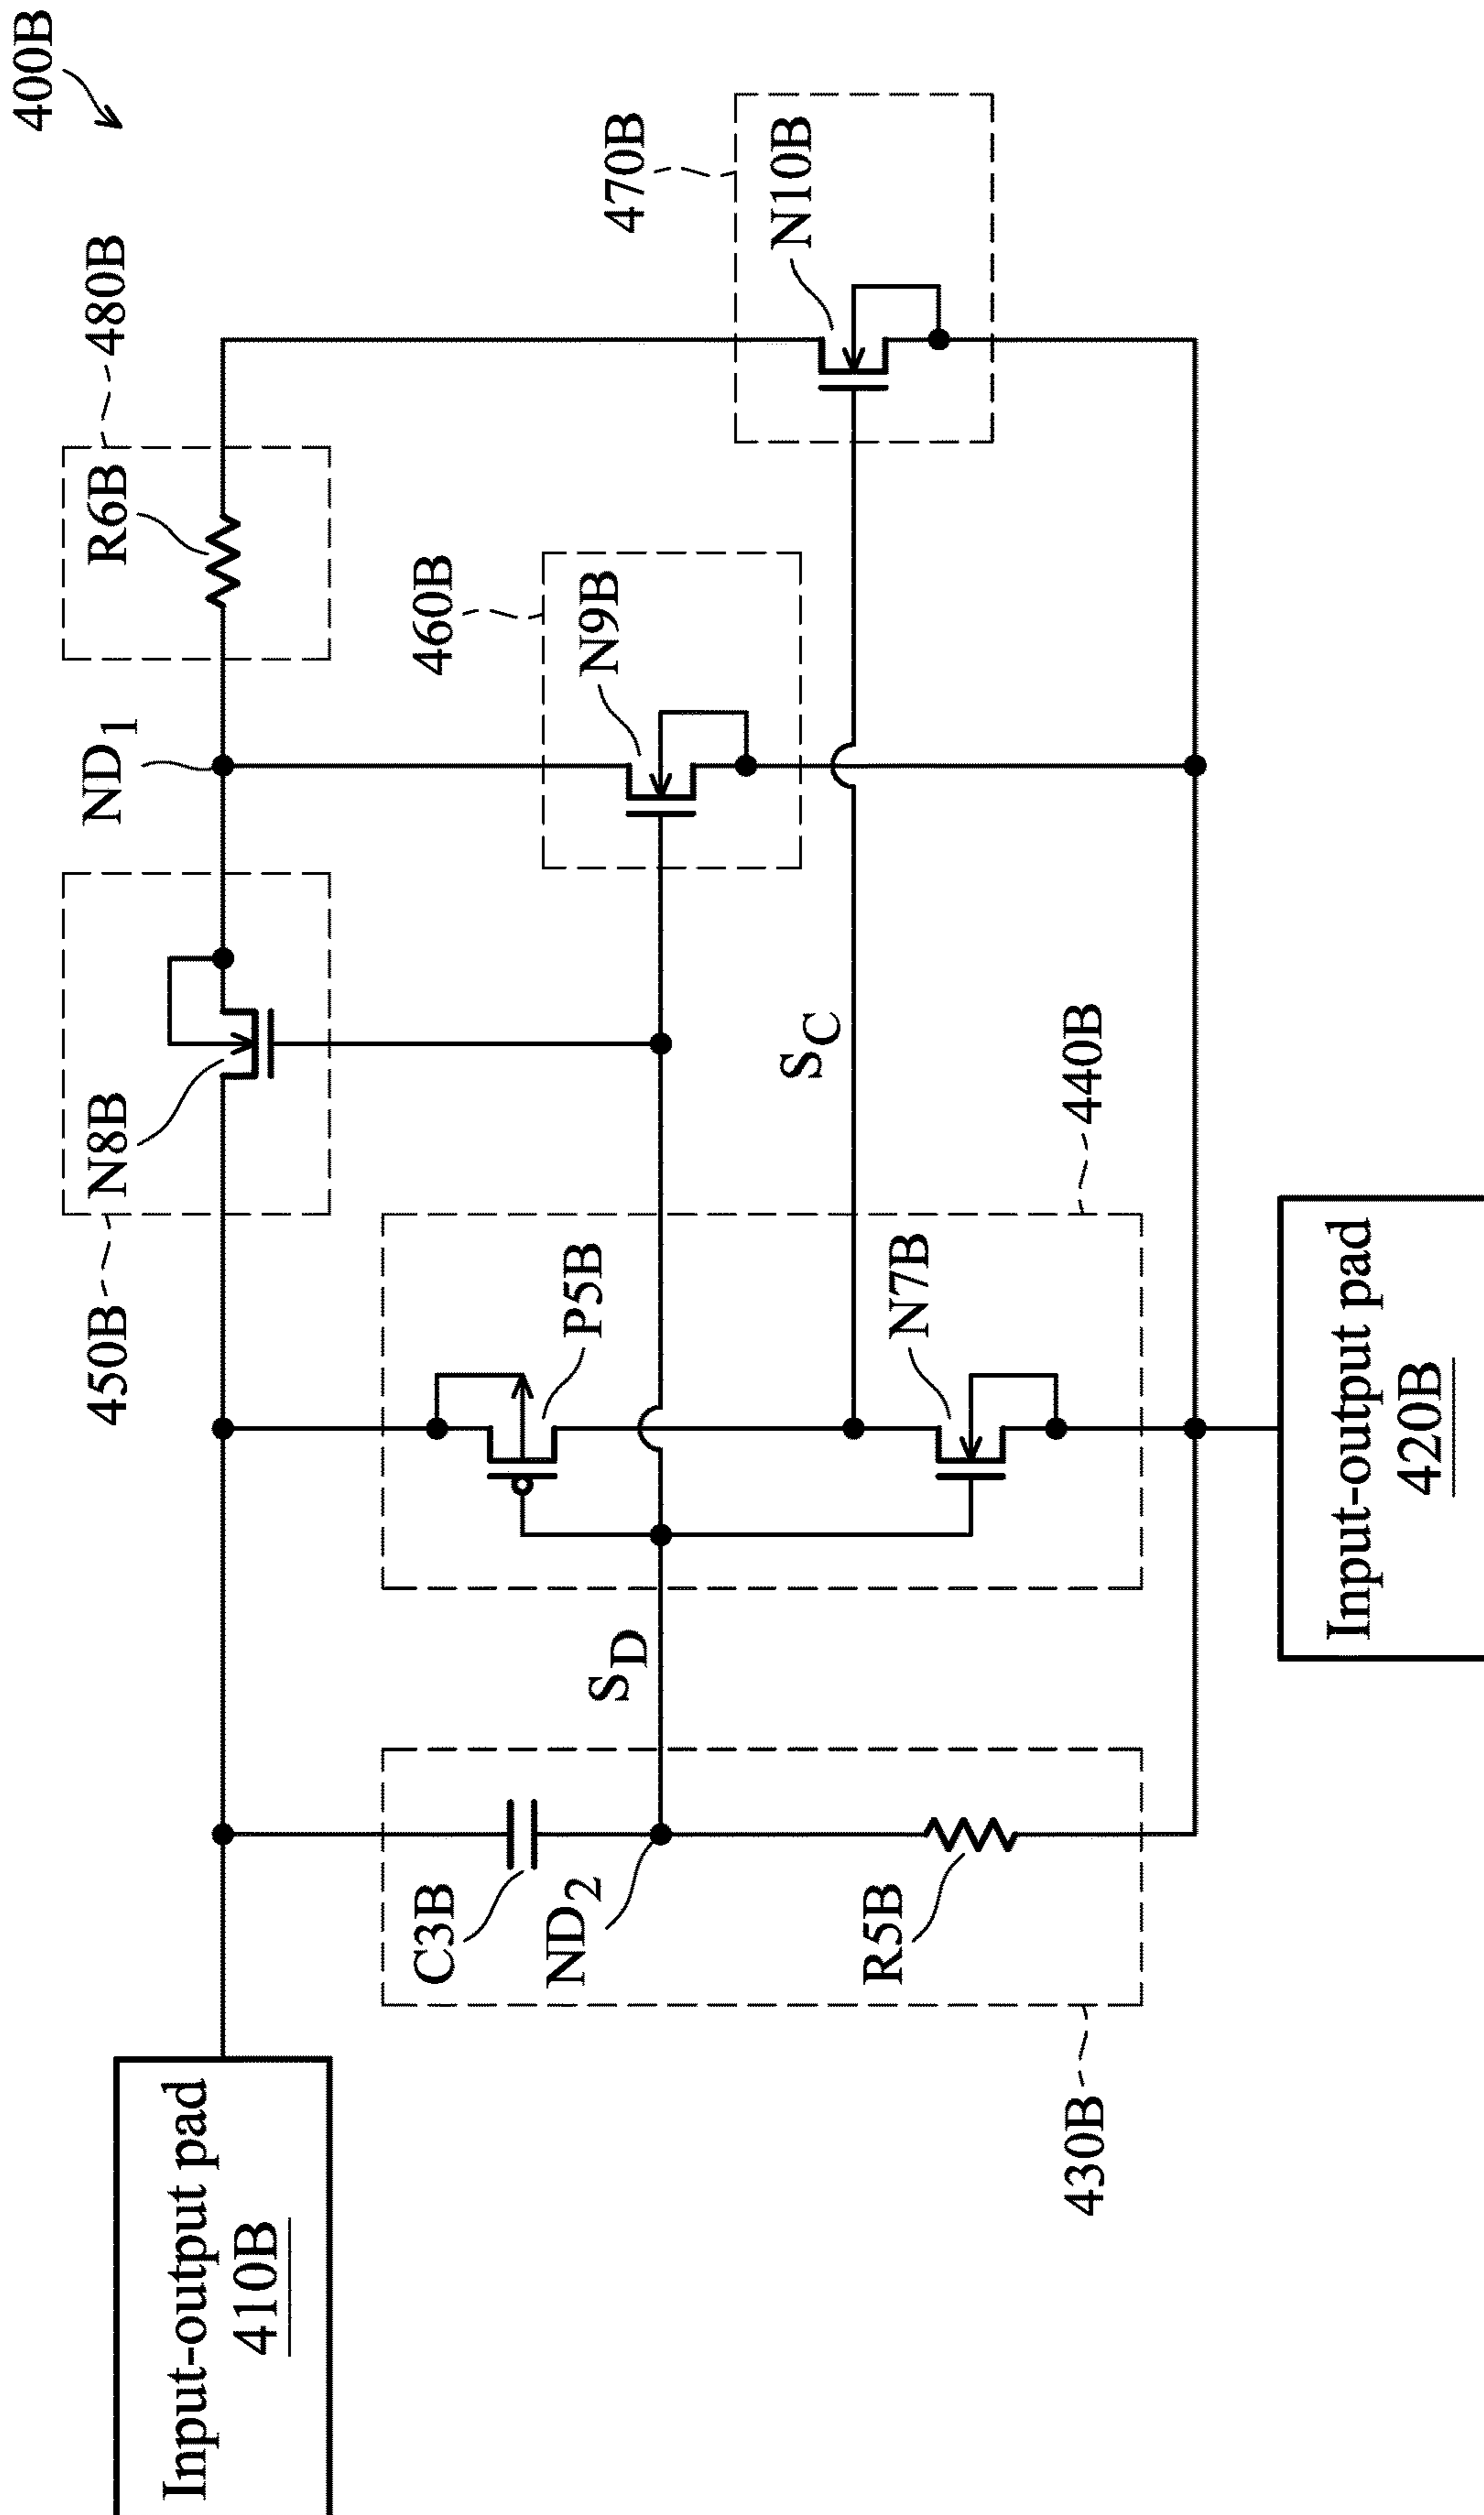 400B
480B
R6B
ND1
470B
N10B
460B
N9B
N8B
450B
SC
440B
P5B
N7B
SD
C3B
ND2
R5B
430B
Input-output pad
410B
Input-output pad
420B